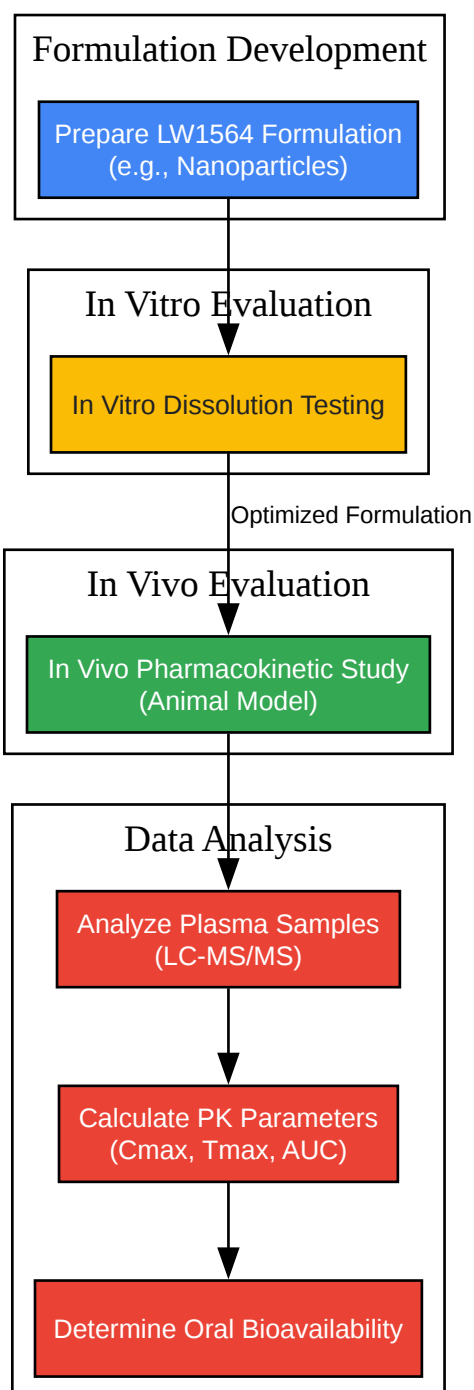 Formulation Development
Prepare LW1564 Formulation
(e.g., Nanoparticles)
In Vitro Evaluation
In Vitro Dissolution Testing
Optimized Formulation
In Vivo Evaluation
In Vivo Pharmacokinetic Study
(Animal Model)
Data Analysis
Analyze Plasma Samples
(LC-MS/MS)
Calculate PK Parameters
(Cmax, Tmax, AUC)
Determine Oral Bioavailability